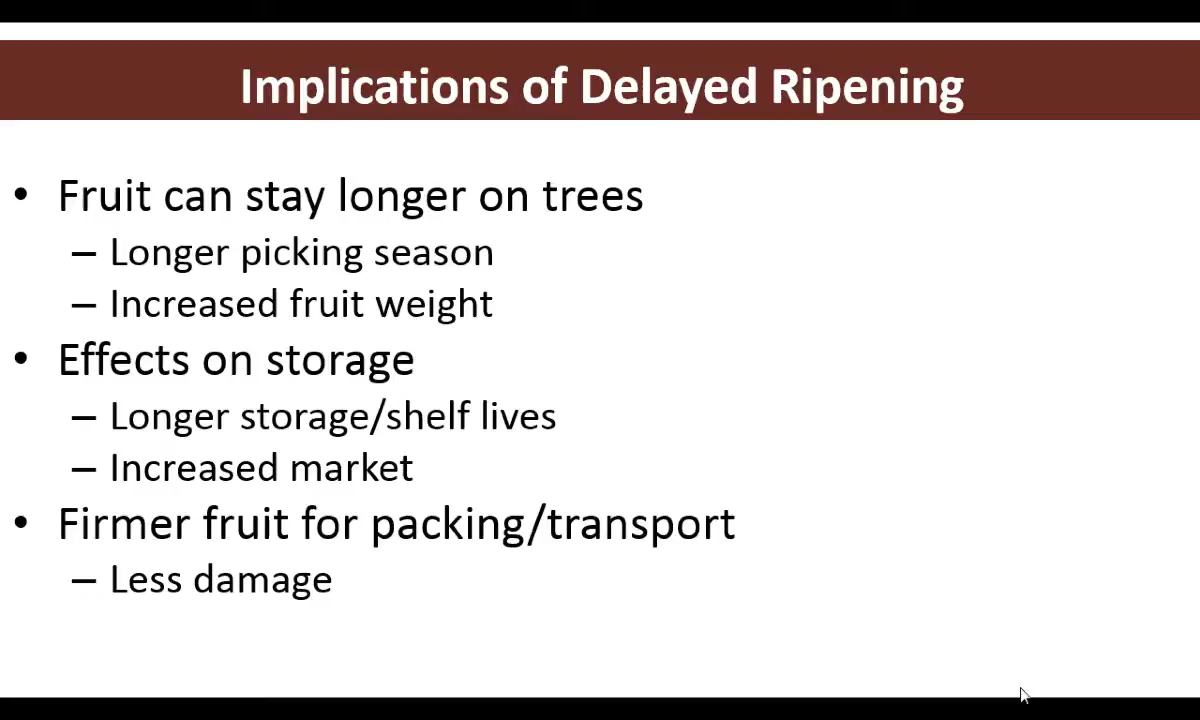 Implications of Delayed Ripening
• Fruit can stay longer on trees
– Longer picking season
– Increased fruit weight
• Effects on storage
– Longer storage/shelf lives
– Increased market
• Firmer fruit for packing/transport
– Less damage